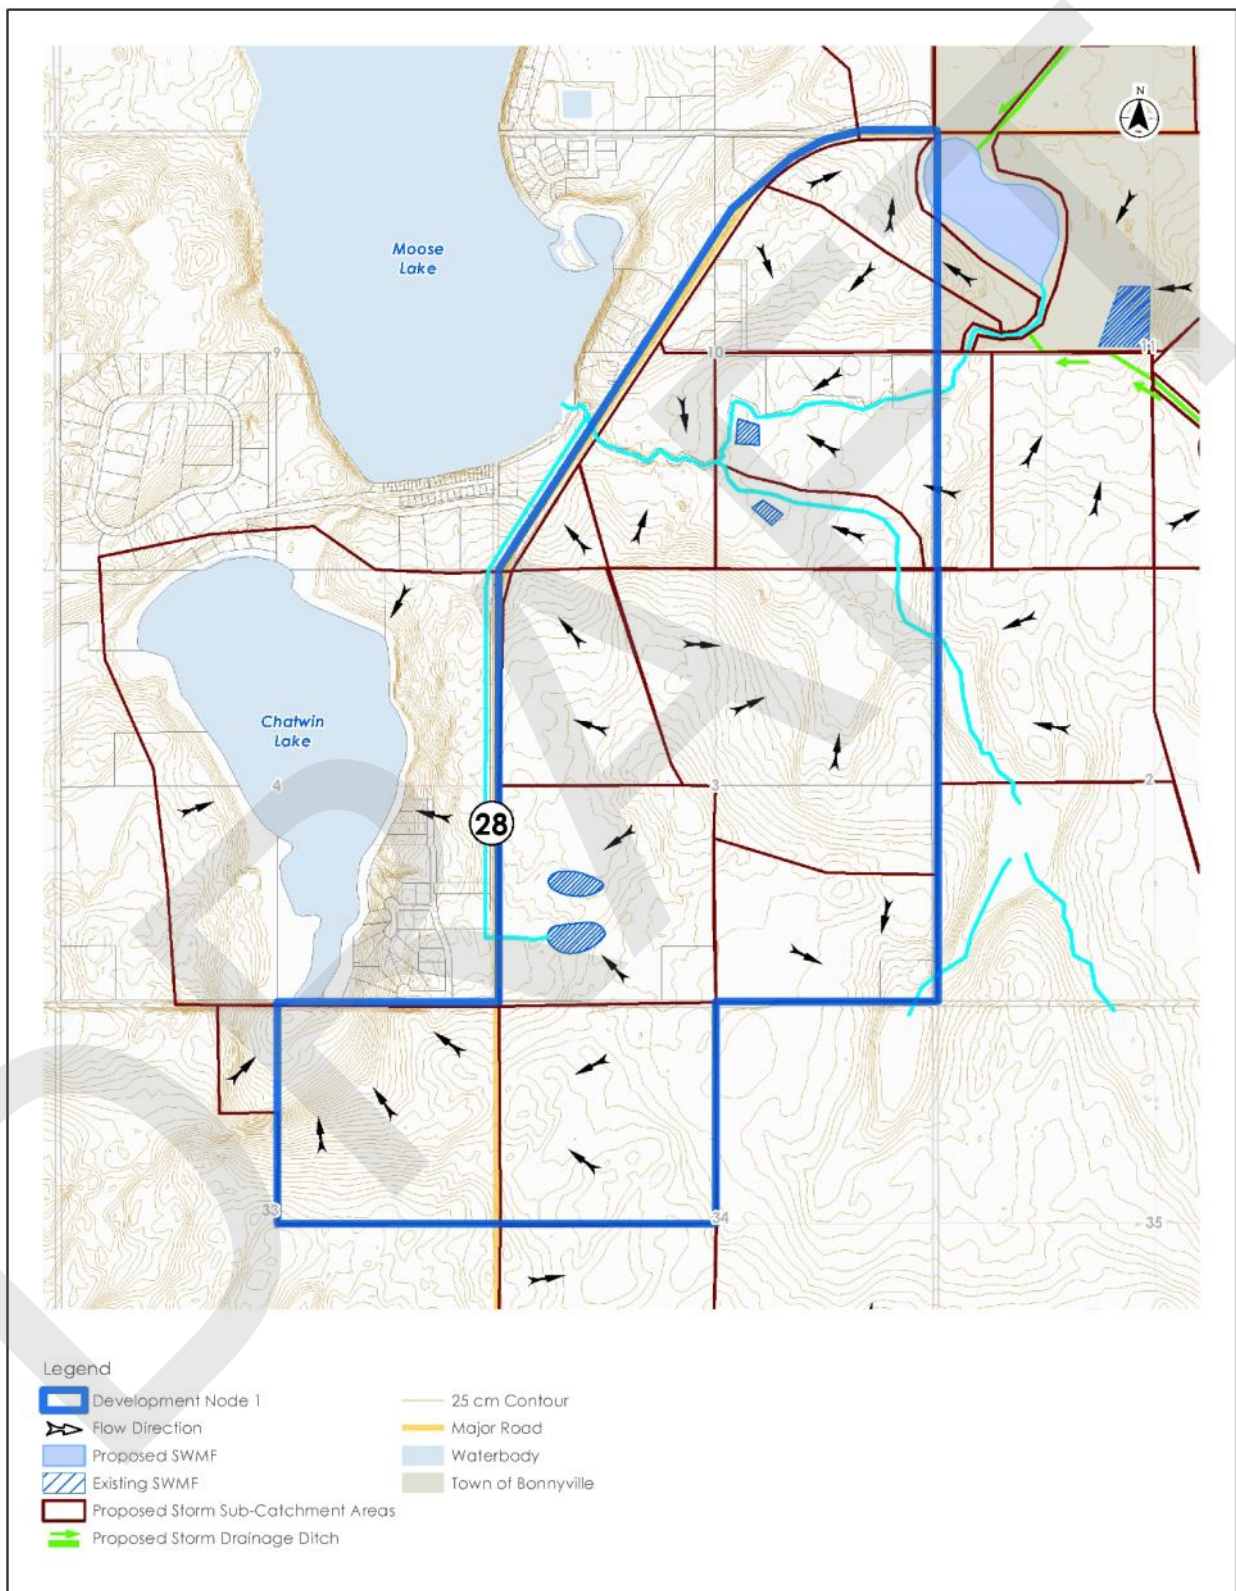 N
Moose
Lake
9
10
11
Chatwin
Lake
4
3
2
28
33
34
35
DRAFT
Legend
Development Node 1
25 cm Contour
Flow Direction
Major Road
Proposed SWMF
Waterbody
Existing SWMF
Town of Bonnyville
Proposed Storm Sub-Catchment Areas
Proposed Storm Drainage Ditch